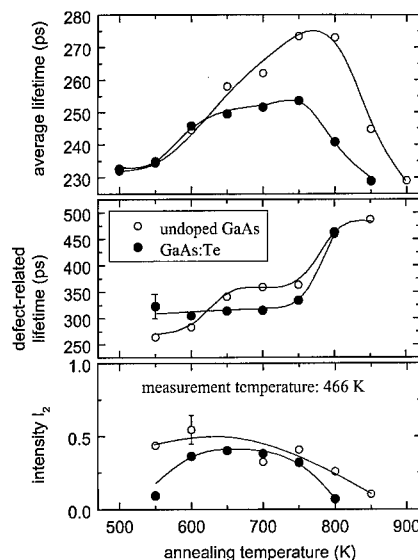 280
270
260
250
240
230
average lifetime (ps)
500
450
400
350
300
250
defect-related
lifetime (ps)
undoped GaAs
GaAs:Te
1.0
0.5
0.0
intensity I₂
measurement temperature: 466 K
500 600 700 800 900
annealing temperature (K)